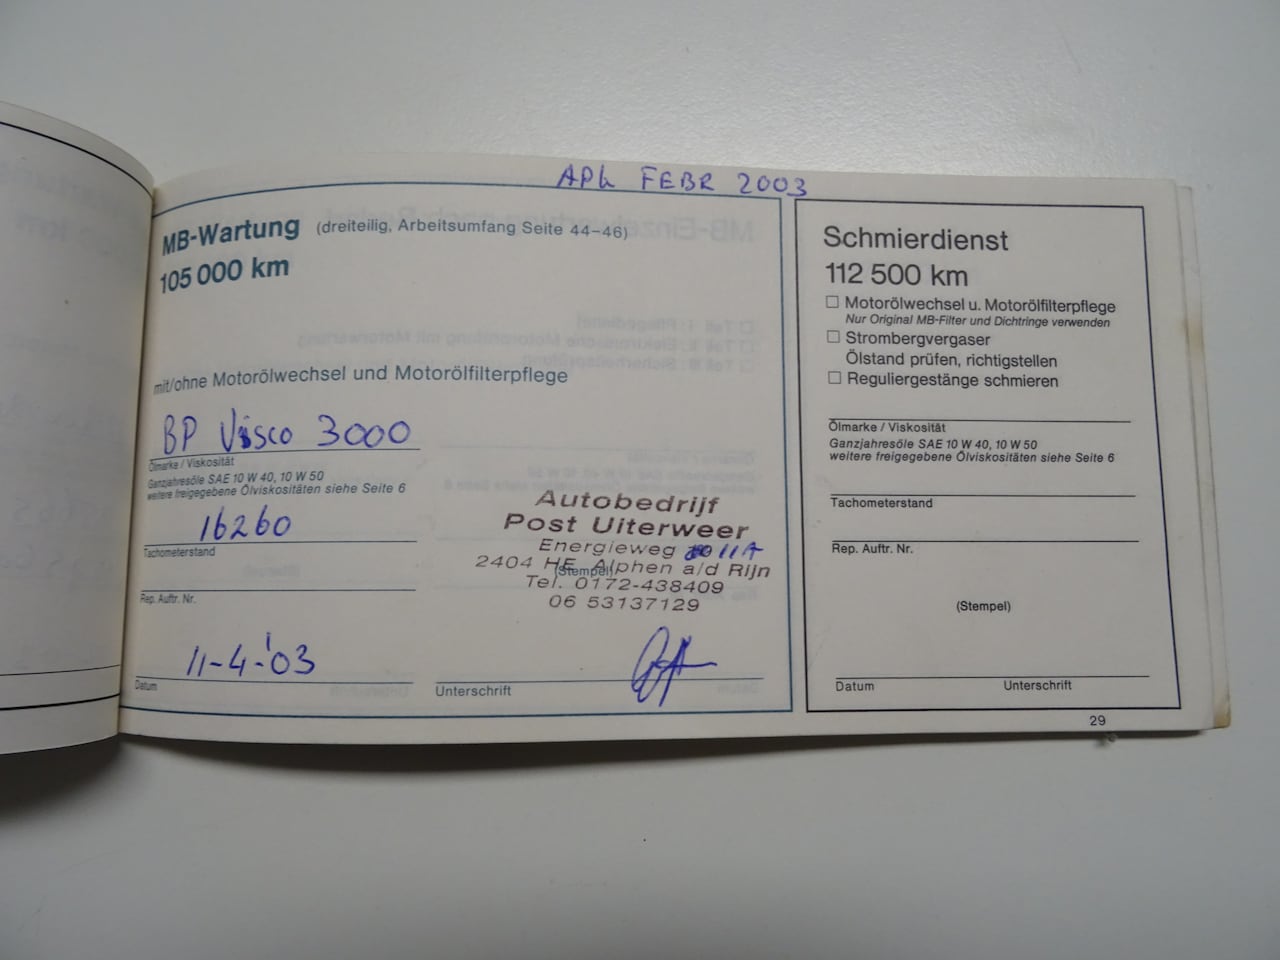 APK FEBR 2003
MB-Wartung (dreiteilig, Arbeitsumfang Seite 44–46)
105 000 km
mit/ohne Motorölwechsel und Motorölfilterpflege
BP Visco 3000
Ölmarke / Viskosität
Ganzjahresöle SAE 10 W 40, 10 W 50
weitere freigegebene Ölviskositäten siehe Seite 6
16260
Tachometerstand
Rep. Auftr. Nr.
Autobedrijf
Post Uiterweer
Energieweg 11A
2404 HE Alphen a/d Rijn
(Stempel)
Tel. 0172-438409
06 53137129
11-4-'03
Datum
Unterschrift
Schmierdienst
112 500 km
☐ Motorölwechsel u. Motorölfilterpflege
Nur Original MB-Filter und Dichtringe verwenden
☐ Strombergvergaser
Ölstand prüfen, richtigstellen
☐ Reguliergestänge schmieren
Ölmarke / Viskosität
Ganzjahresöle SAE 10 W 40, 10 W 50
weitere freigegebene Ölviskositäten siehe Seite 6
Tachometerstand
Rep. Auftr. Nr.
(Stempel)
Datum Unterschrift
29